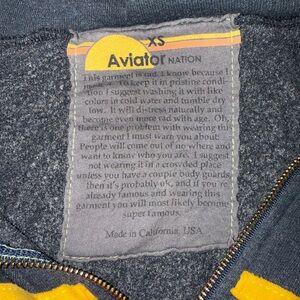 XS
Aviator NATION
This garment is rad. I know because I
made it. To keep it in pristine condi-
tion I suggest washing it with like
colors in cold water and tumble dry
low. It will distress naturally and
become even more rad with age. Oh,
there is one problem with wearing this
garment I must warn you about:
People will come out of no where and
want to know who you are. I suggest
not wearing it in a crowded place
unless you have a couple body guards,
then it's probably ok, and if you're
already famous and wearing this
garment you will most likely become
super famous.
Made in California, USA